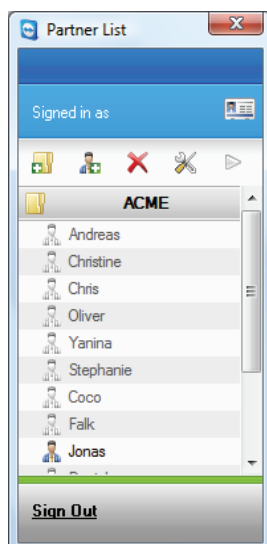 Partner List
Signed in as
ACME
Andreas
Christine
Chris
Oliver
Yanina
Stephanie
Coco
Falk
Jonas
Sign Out